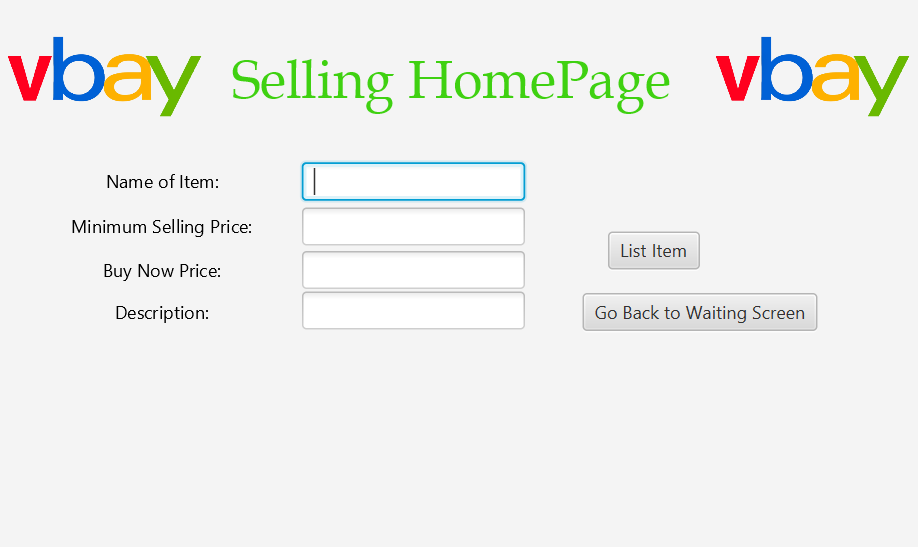 vbay Selling HomePage vbay
Name of Item:
Minimum Selling Price:
Buy Now Price:
Description:
List Item
Go Back to Waiting Screen